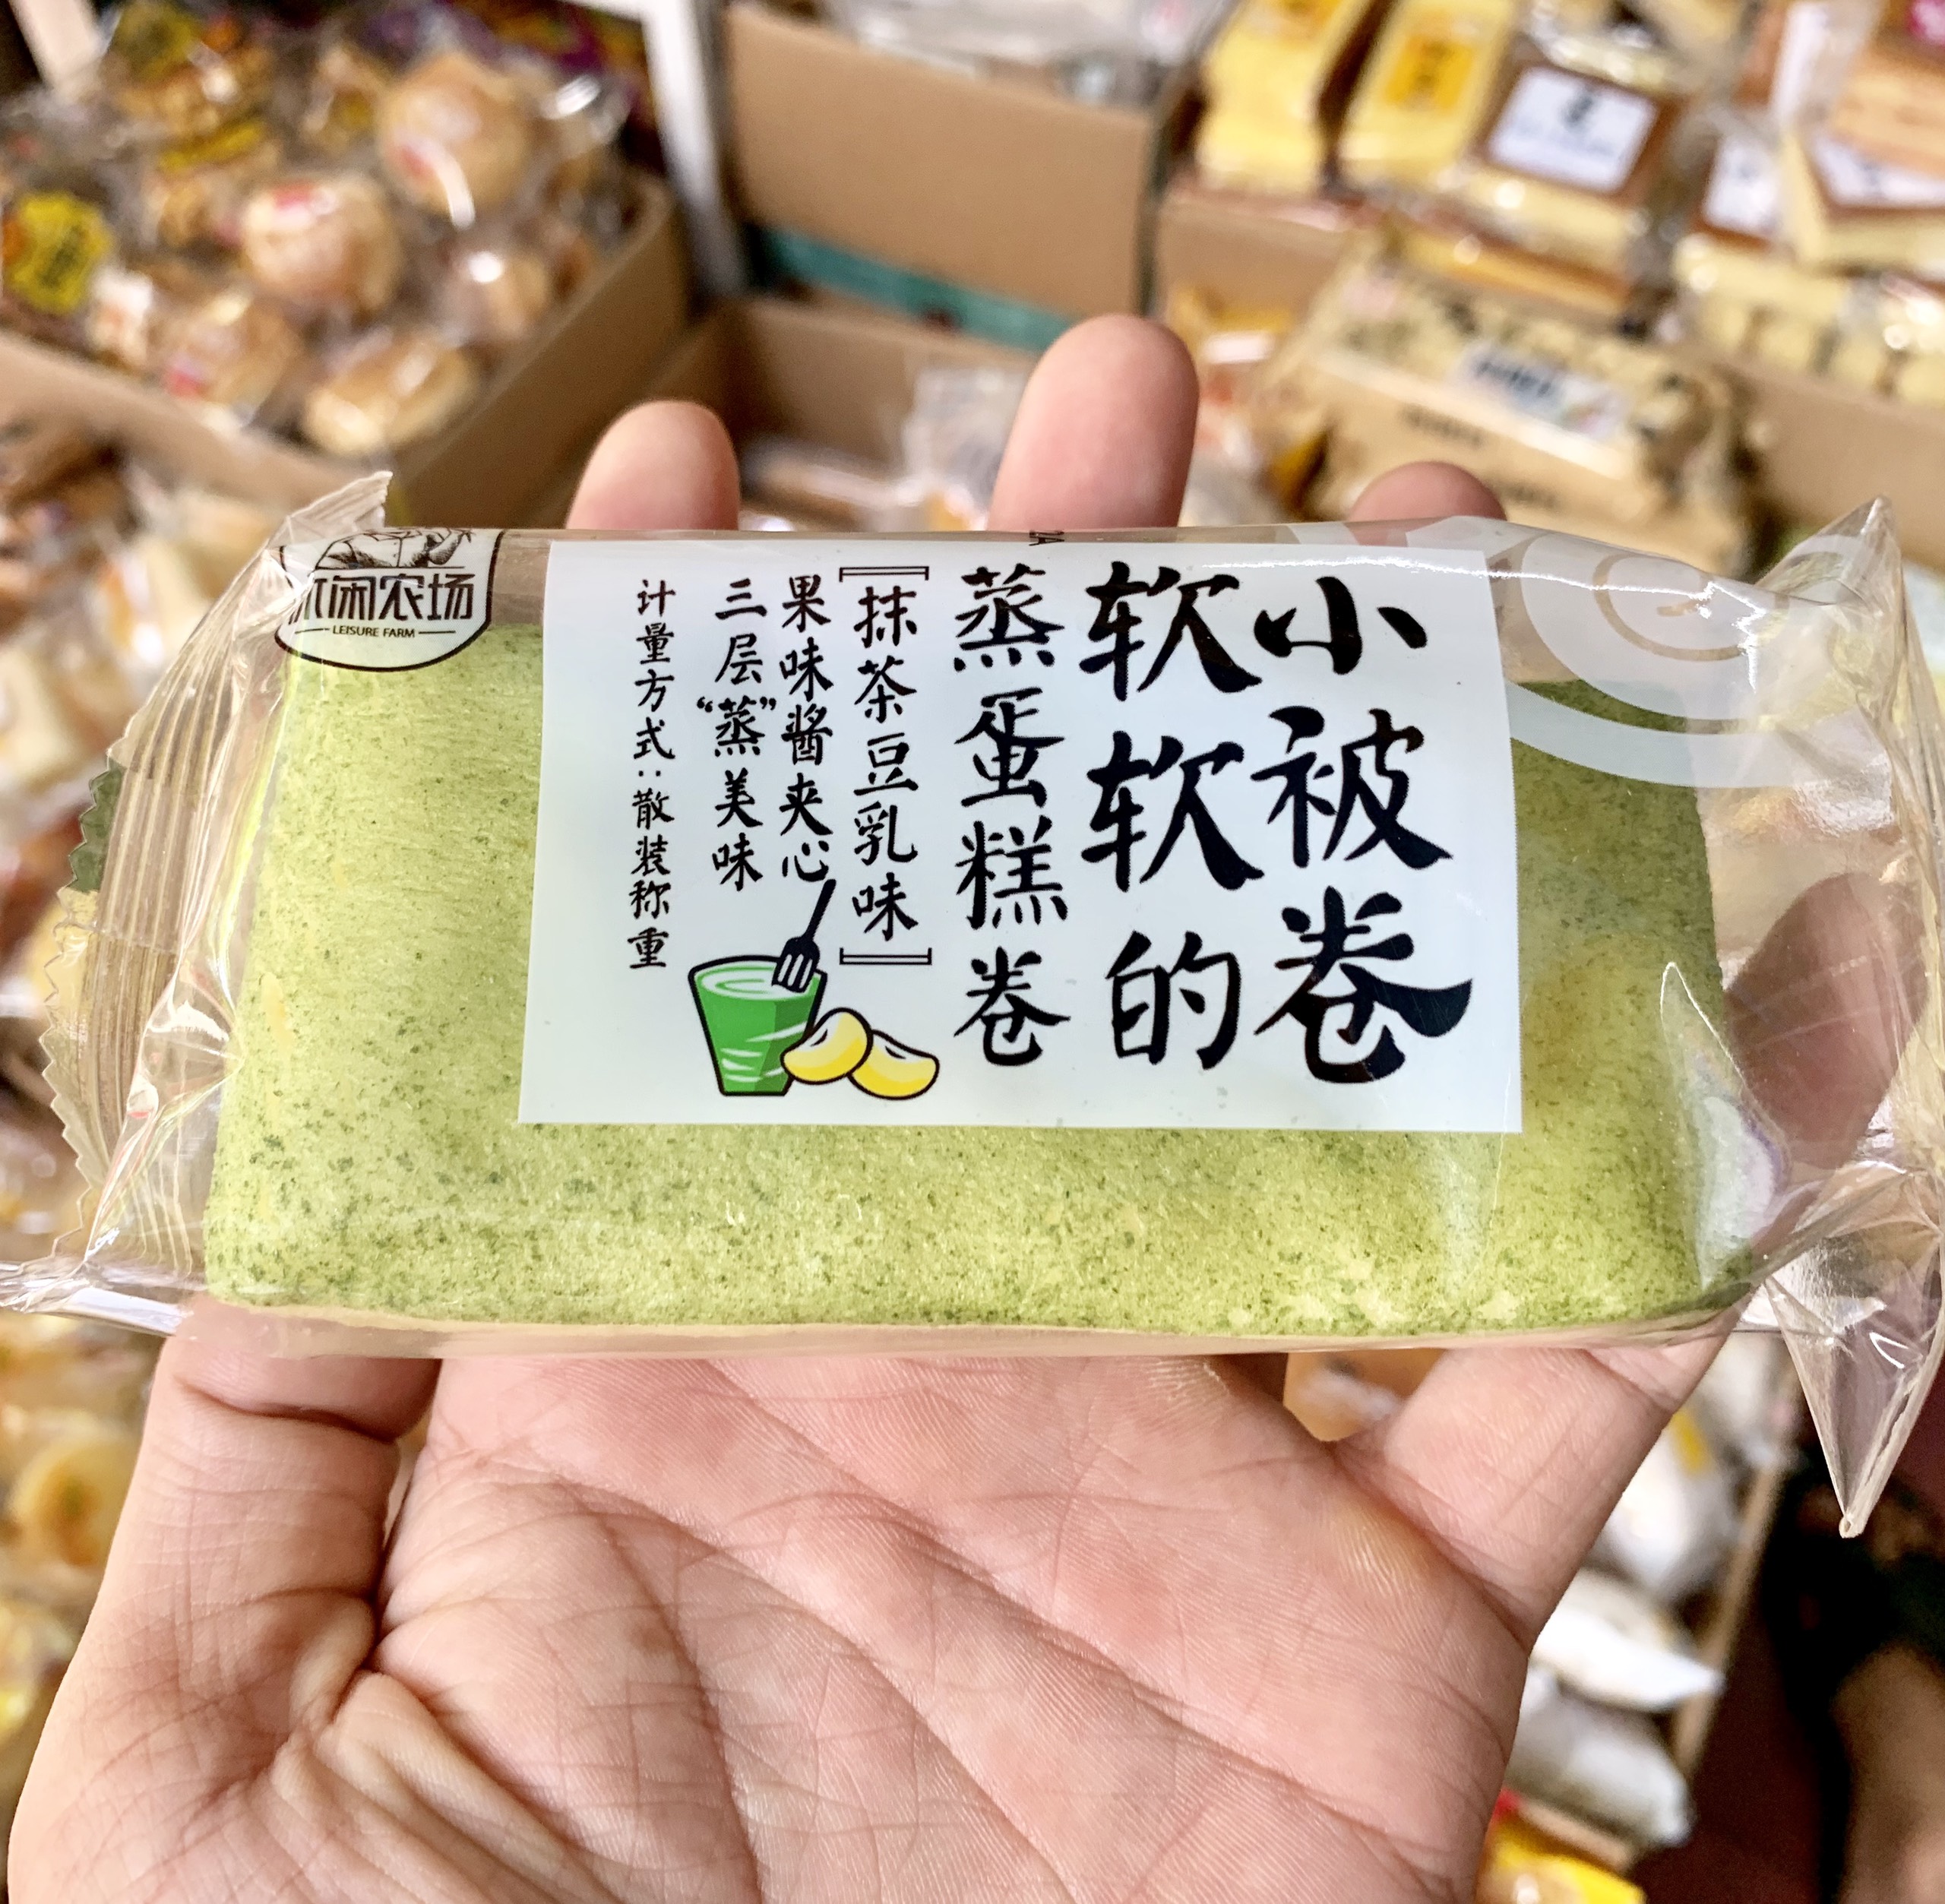 小被卷
软软的
蒸蛋糕卷
[抹茶豆乳味]
果味酱夹心
三层“蒸”美味
计量方式:散装称重
休闲农场
LEISURE FARM